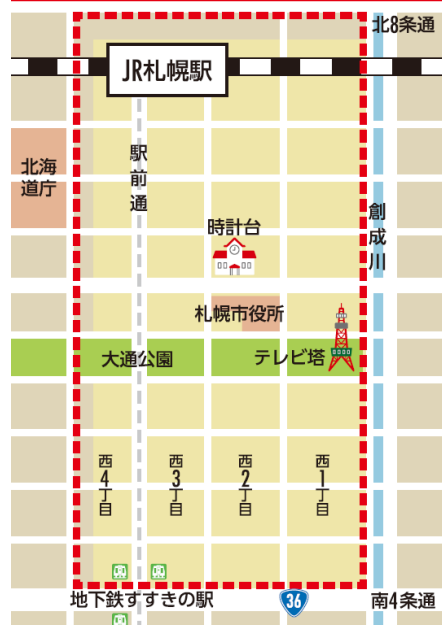 北8条通
JR札幌駅
北海
道庁
駅前通
時計台
創成川
札幌市役所
大通公園
テレビ塔
西4丁目
西3丁目
西2丁目
西1丁目
地下鉄すすきの駅
36
南4条通